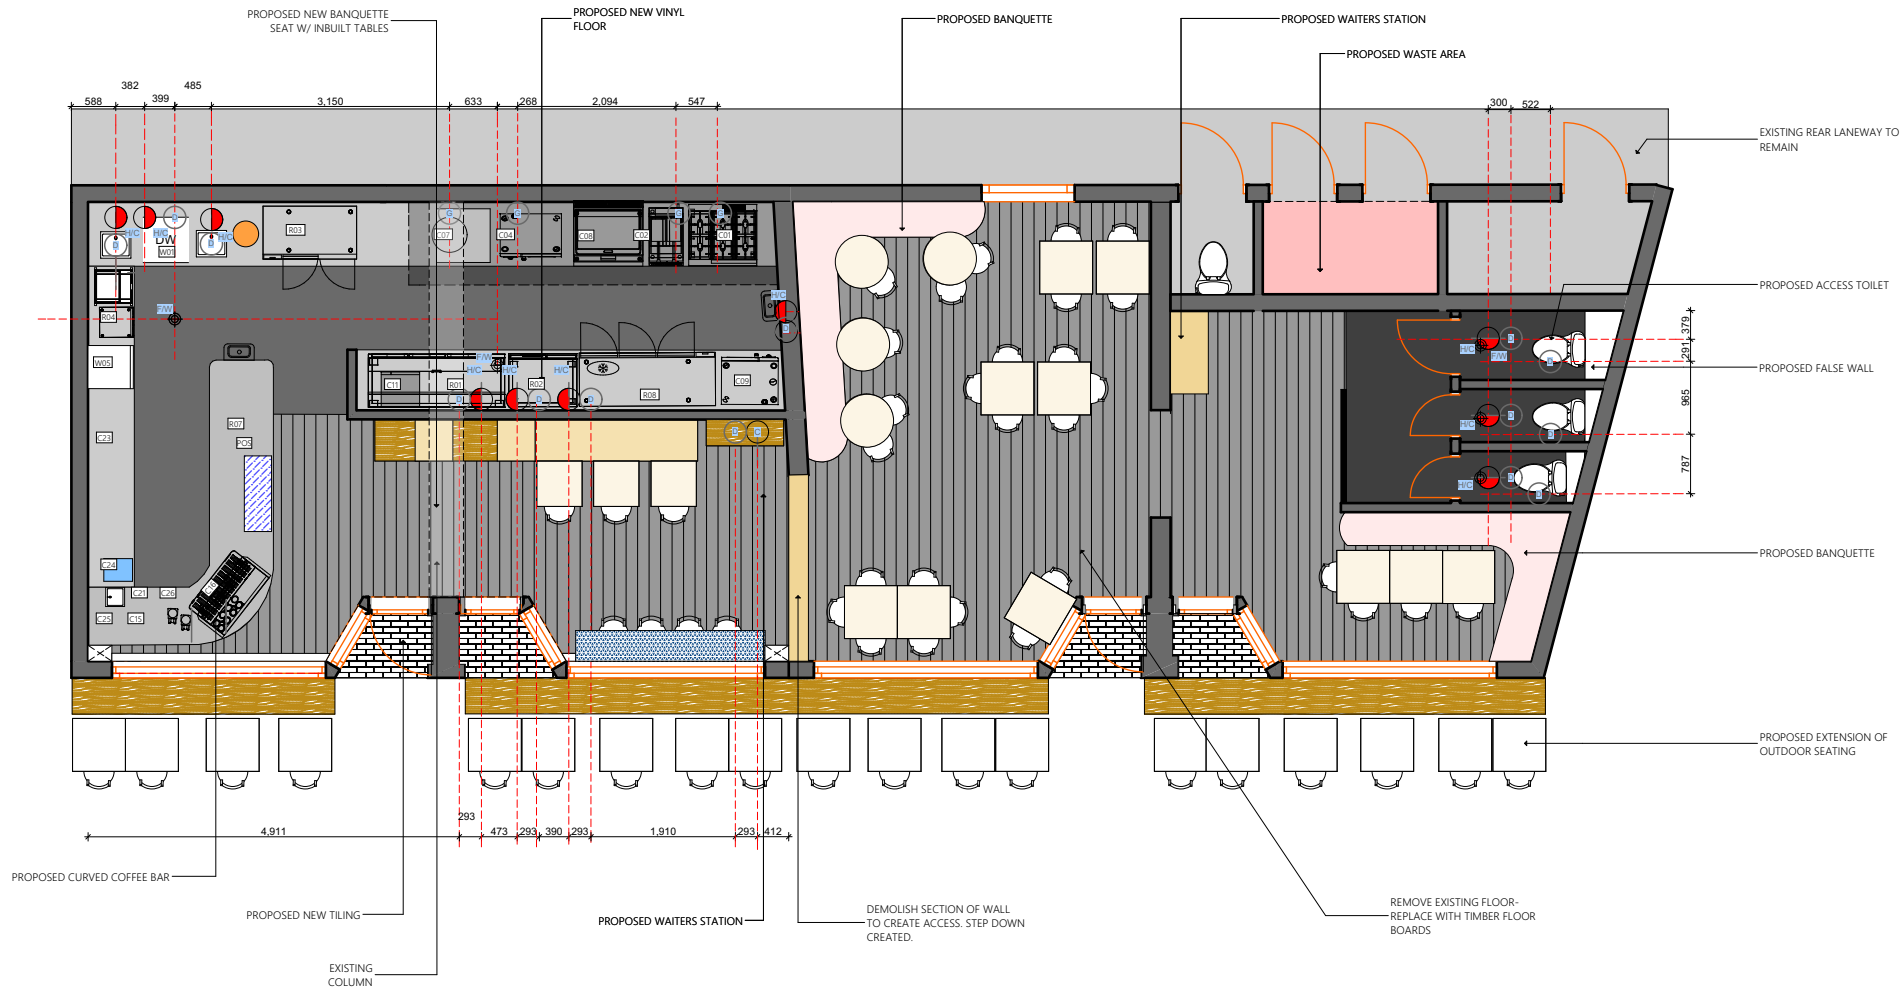 PROPOSED NEW BANQUETTE
SEAT W/ INBUILT TABLES
PROPOSED NEW VINYL
FLOOR
PROPOSED BANQUETTE
PROPOSED WAITERS STATION
PROPOSED WASTE AREA
382
485
588
399
3,150
633
268
2,094
547
300
522
EXISTING REAR LANEWAY TO
REMAIN
H/C
D
H/C
D
DW
W01
D
H/C
R03
G
C07
G
C04
C08
C02
G
G
C01
R04
F/W
H/C
D
PROPOSED ACCESS TOILET
W05
F/W
H/C
H/C
H/C
C11
R01
R02
R08
C09
D
D
D
H/C
D
F/W
D
379
291
965
787
PROPOSED FALSE WALL
C23
R07
POS
D
C
H/C
D
D
H/C
D
D
C24
C21
C26
C25
C15
PROPOSED BANQUETTE
PROPOSED EXTENSION OF
OUTDOOR SEATING
4,911
293
473
293
390
293
1,910
293
412
PROPOSED CURVED COFFEE BAR
PROPOSED NEW TILING
PROPOSED WAITERS STATION
DEMOLISH SECTION OF WALL
TO CREATE ACCESS. STEP DOWN
CREATED.
REMOVE EXISTING FLOOR-
REPLACE WITH TIMBER FLOOR
BOARDS
EXISTING
COLUMN